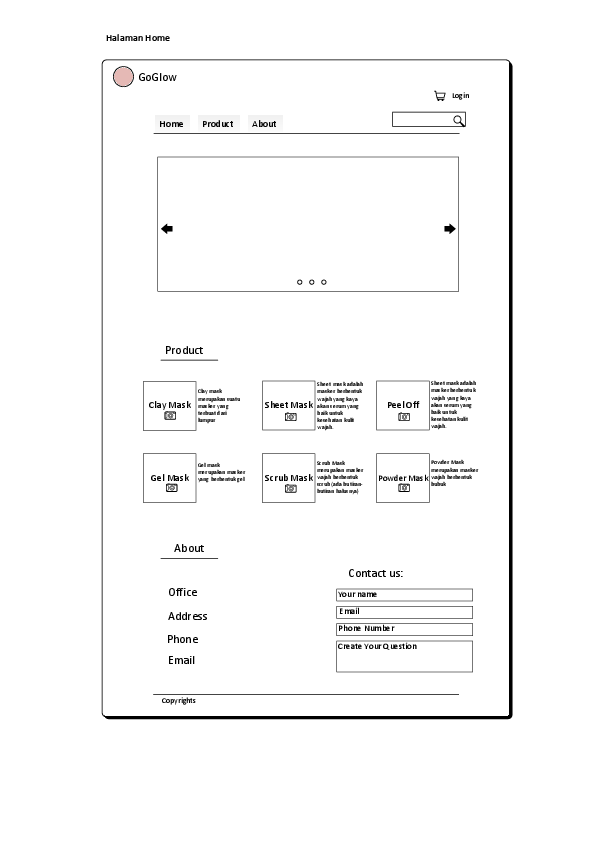 Halaman Home
GoGlow
Login
Home Product About
Product
Clay Mask
Clay mask
merupakan suatu
masker yang
terbuat dari
lumpur
Sheet Mask
Sheet mask adalah
masker berbentuk
wajah yang kaya
akan serum yang
baik untuk
kesehatan kulit
wajah.
Peel Off
Sheet mask adalah
masker berbentuk
wajah yang kaya
akan serum yang
baik untuk
kesehatan kulit
wajah.
Gel Mask
Gel mask
merupakan masker
yang berbentuk gel
Scrub Mask
Scrub Mask
merupakan masker
wajah berbentuk
scrub (ada butiran-
butiran halusnya)
Powder Mask
Powder Mask
merupakan masker
wajah berbentuk
bubuk
About
Office
Address
Phone
Email
Contact us:
Your name
Email
Phone Number
Create Your Question
Copyrights